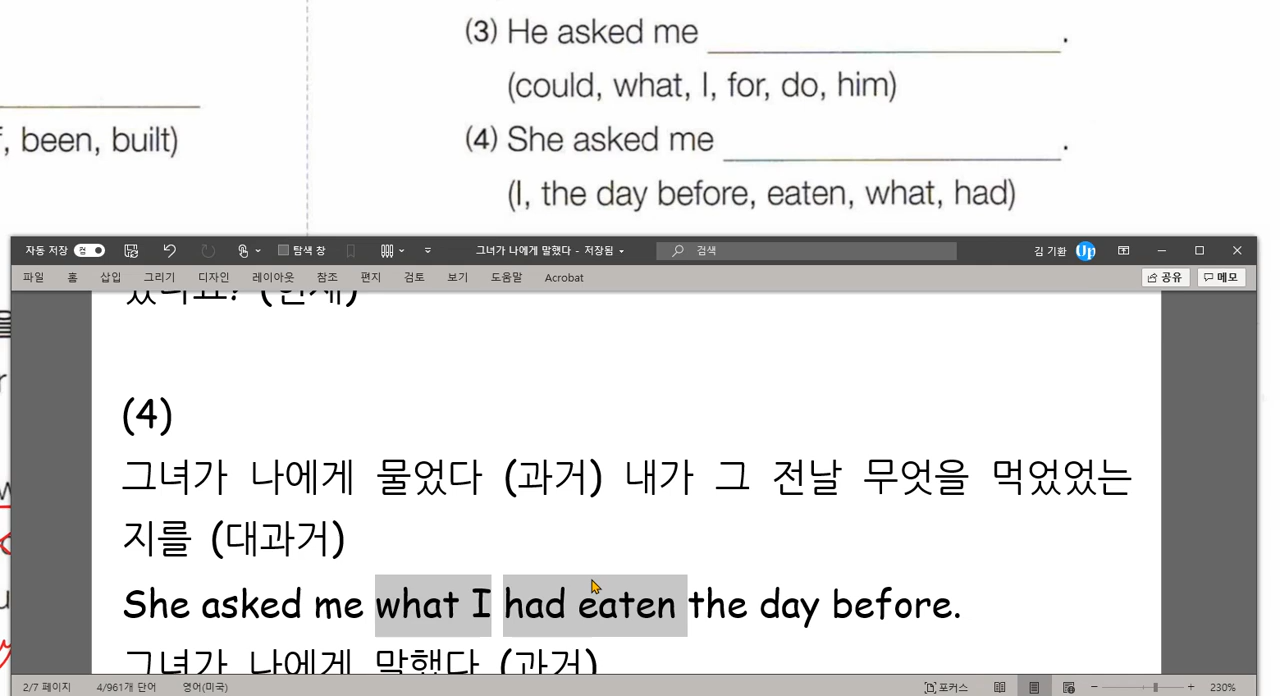 (3) He asked me
.
(could, what, I, for, do, him)
, been, built)
(4) She asked me
.
(I, the day before, eaten, what, had)
자동 저장 컴 탐색 창 그녀가 나에게 말했다 - 저장됨 검색 김 기환 Up
파일 홈 삽입 그리기 디자인 레이아웃 참조 편지 검토 보기 도움말 Acrobat 공유 메모
(4)
그녀가 나에게 물었다 (과거) 내가 그 전날 무엇을 먹었었는
지를 (대과거)
She asked me what I had eaten the day before.
그녀가 나에게 말했다 (과거)
2/7 페이지 4/961개 단어 영어(미국) 포커스 230%